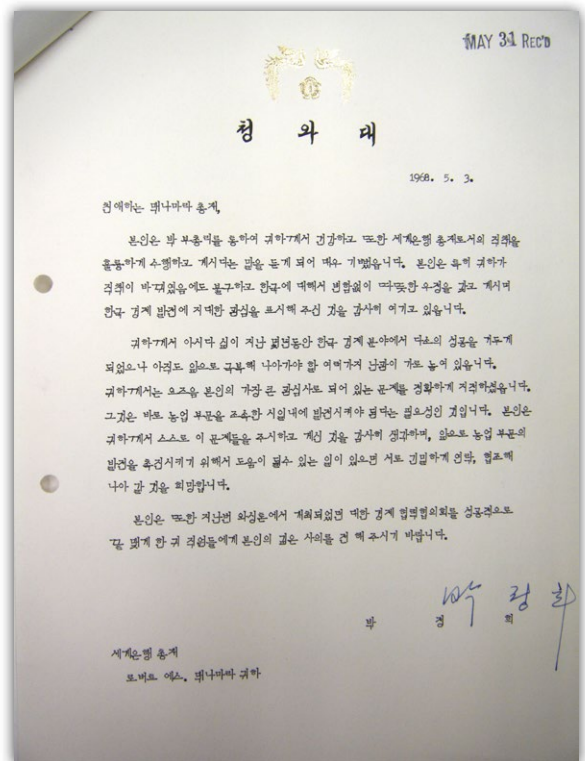 MAY 31 REC'D
청 와 대
1968. 5. 3.
친애하는 맥나마라 총재,
본인은 박 부총리를 통하여 귀하께서 건강하고 또한 세계은행 총재로서의 직책을
훌륭하게 수행하고 계시다는 말을 듣게 되어 매우 기뻤읍니다. 본인은 특히 귀하가
직책이 바뀌었음에도 불구하고 한국에 대해서 변함없이 따뜻한 우정을 갖고 계시며
한국 경제 발전에 지대한 관심을 표시해 주신 것을 감사히 여기고 있읍니다.
귀하께서 아시다 싶이 지난 몇년동안 한국 경제 분야에서 다소의 성공을 거두게
되었으나 아직도 앞으로 극복해 나아가야 할 여러가지 난관이 가로 놓여 있읍니다.
귀하께서는 요즈음 본인의 가장 큰 관심사로 되어 있는 문제를 정확하게 지적하셨읍니다.
그것은 바로 농업 부문을 조속한 시일내에 발전시켜야 되겠다는 필요성인 것입니다. 본인은
귀하께서 스스로 이 문제들을 주시하고 계신 것을 감사히 생각하며, 앞으로 농업 부문의
발전을 촉진시키기 위해서 도움이 될수 있는 일이 있으면 서로 긴밀하게 연락, 협조해
나아 갈 것을 희망합니다.
본인은 또한 지난번 와싱톤에서 개최되었던 대한 경제 협력협의회를 성공적으로
끝 맺게 한 귀 직원들에게 본인의 깊은 사의를 전 해 주시기 바랍니다.
박 정 희
박 정 희
세계은행 총재
로버트 에스. 맥나마라 귀하